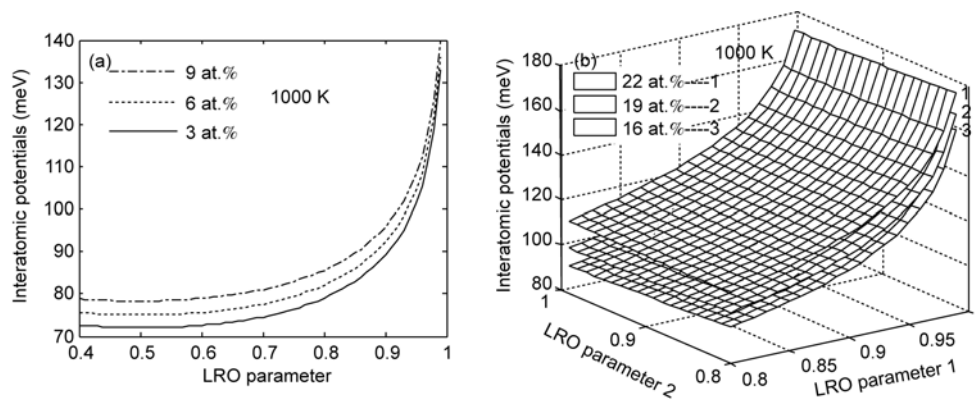 (a)
9 at.%
6 at.%
3 at.%
1000 K
Interatomic potentials (meV)
140
130
120
110
100
90
80
70
0.4 0.5 0.6 0.7 0.8 0.9 1
LRO parameter
(b)
1000 K
22 at.%----1
19 at.%----2
16 at.%----3
1
2
3
Interatomic potentials (meV)
180
160
140
120
100
80
1
0.9
0.8
LRO parameter 2
0.8
0.85
0.9
0.95
LRO parameter 1